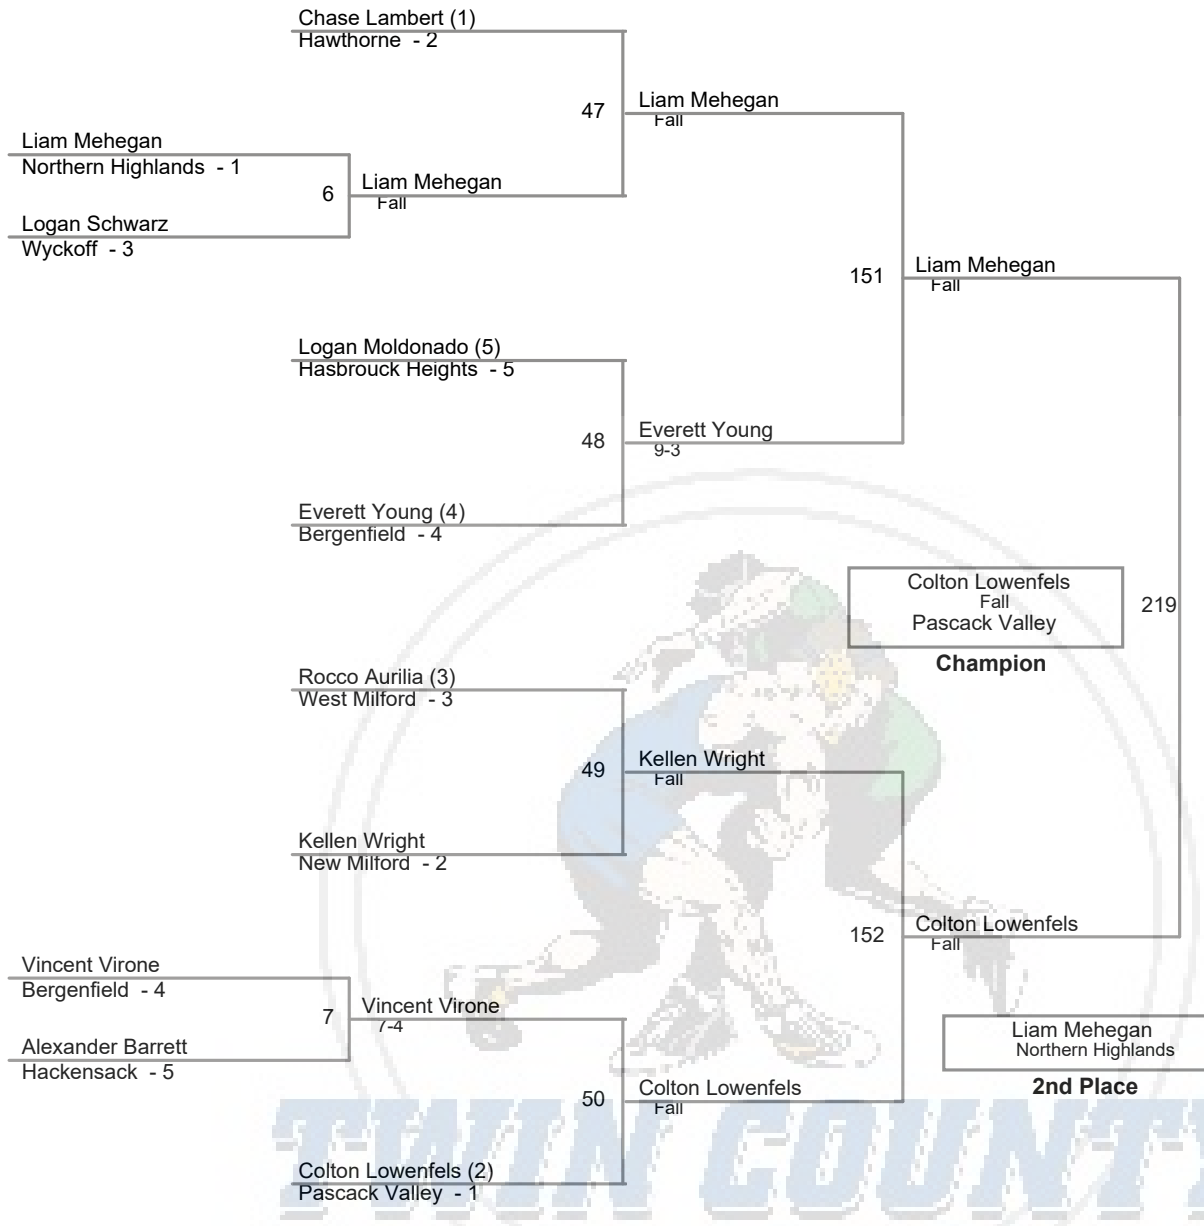 Chase Lambert (1)
Hawthorne - 2
47
Liam Mehegan
Fall
Liam Mehegan
Northern Highlands - 1
6
Liam Mehegan
Fall
Logan Schwarz
Wyckoff - 3
151
Liam Mehegan
Fall
Logan Moldonado (5)
Hasbrouck Heights - 5
48
Everett Young
9-3
Everett Young (4)
Bergenfield - 4
Colton Lowenfels
Fall
Pascack Valley
219
Champion
Rocco Aurilia (3)
West Milford - 3
49
Kellen Wright
Fall
Kellen Wright
New Milford - 2
152
Colton Lowenfels
Fall
Vincent Virone
Bergenfield - 4
7
Vincent Virone
7-4
Alexander Barrett
Hackensack - 5
Liam Mehegan
Northern Highlands
2nd Place
50
Colton Lowenfels
Fall
Colton Lowenfels (2)
Pascack Valley - 1
TWIN COUNTY